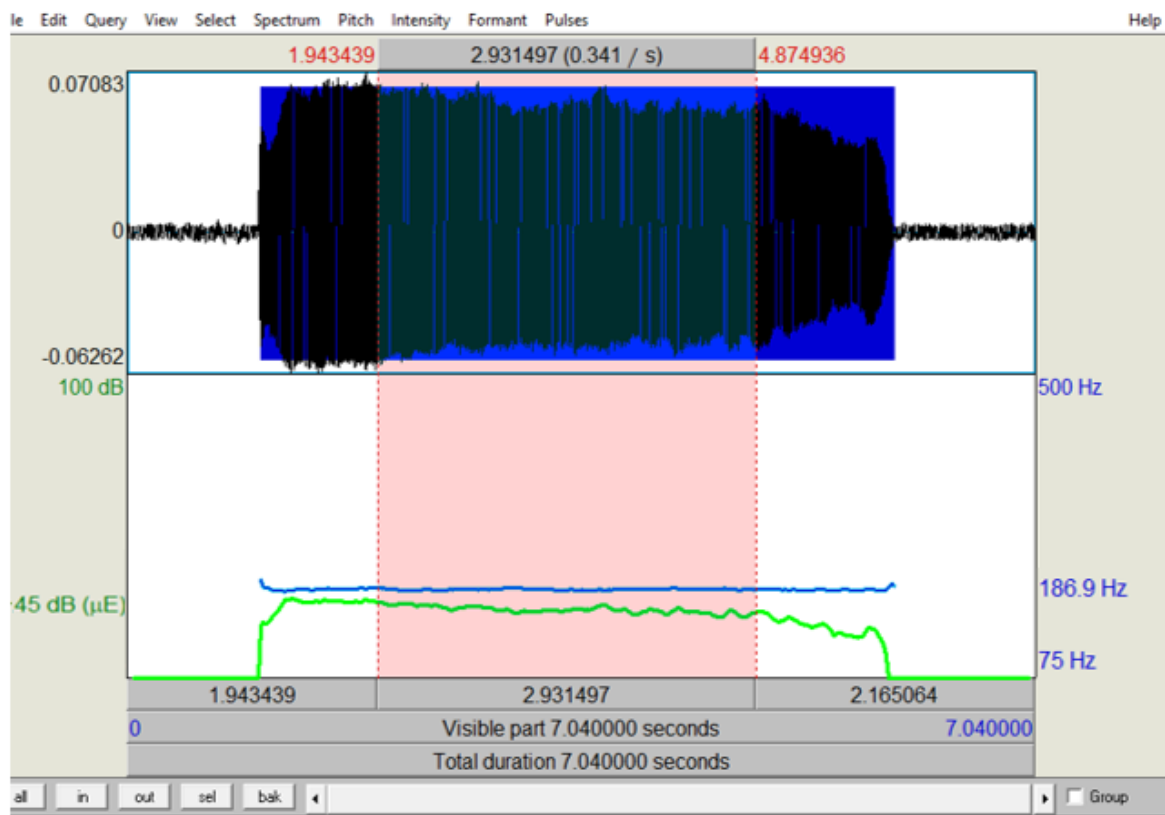 le Edit Query View Select Spectrum Pitch Intensity Formant Pulses Help
1.943439 2.931497 (0.341 / s) 4.874936
0.07083
0
-0.06262
100 dB 500 Hz
186.9 Hz
45 dB (µE)
75 Hz
1.943439 2.931497 2.165064
0 Visible part 7.040000 seconds 7.040000
Total duration 7.040000 seconds
all in out sel bak Group